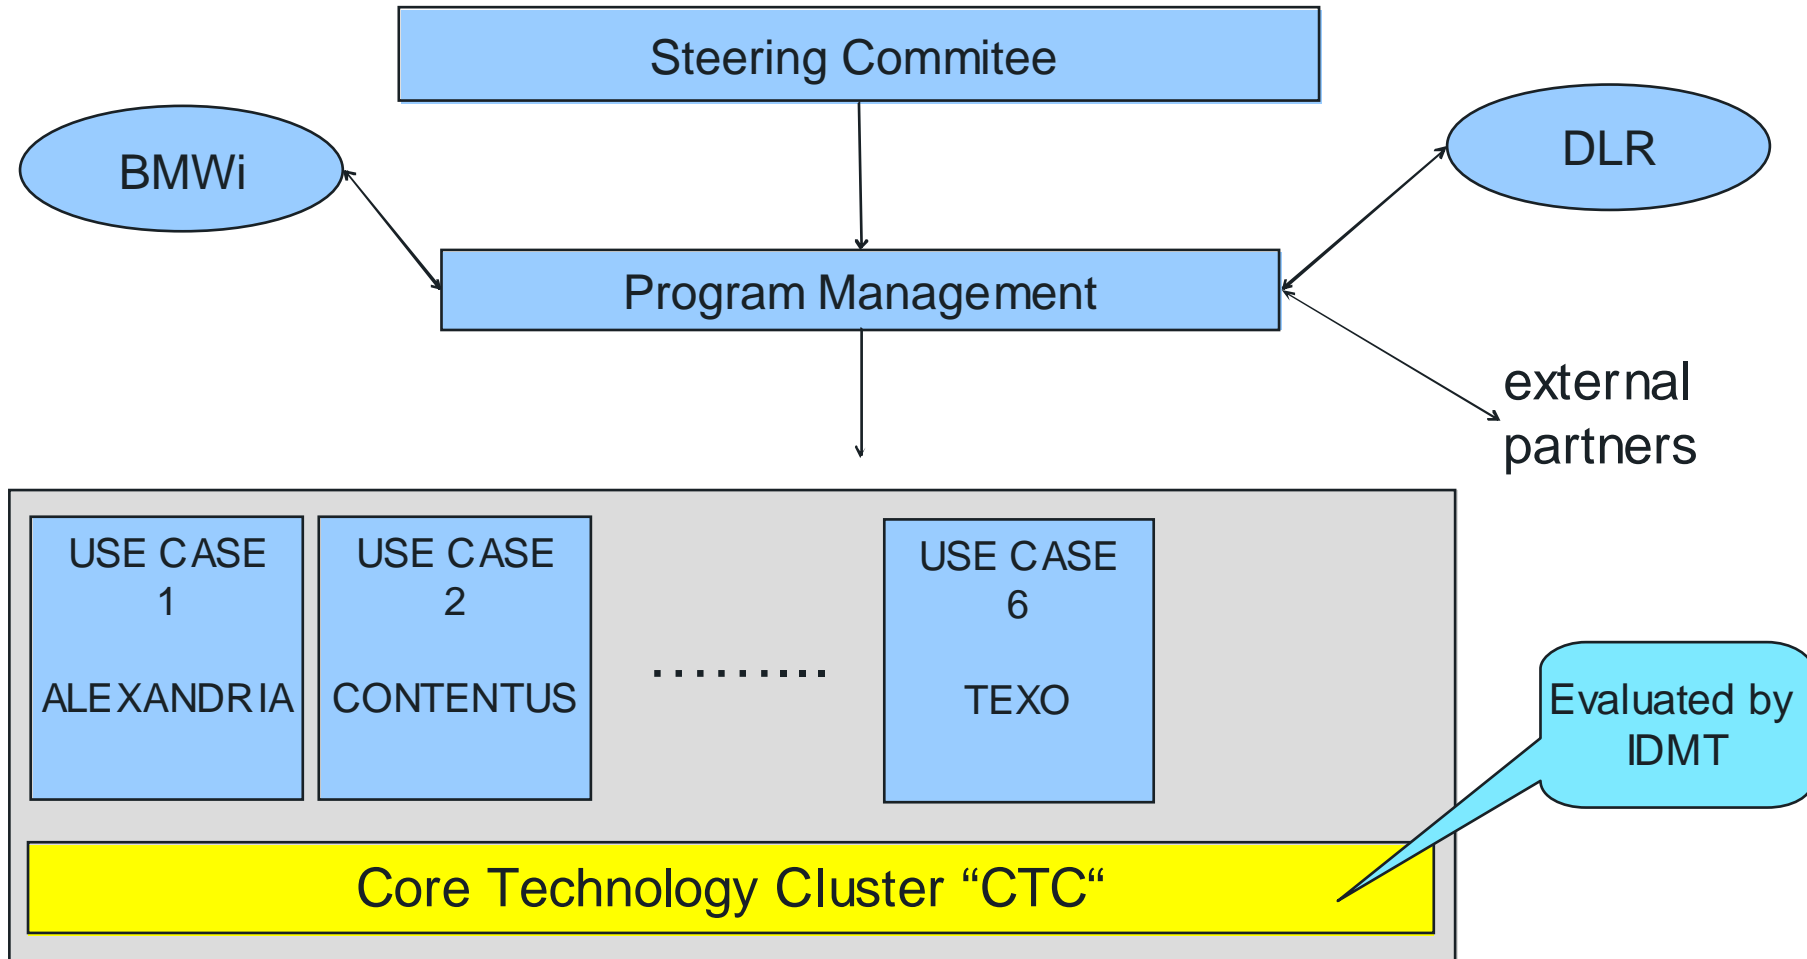 Steering Commitee
BMWi
DLR
Program Management
external
partners
USE CASE
1
ALEXANDRIA
USE CASE
2
CONTENTUS
.........
USE CASE
6
TEXO
Evaluated by
IDMT
Core Technology Cluster “CTC“